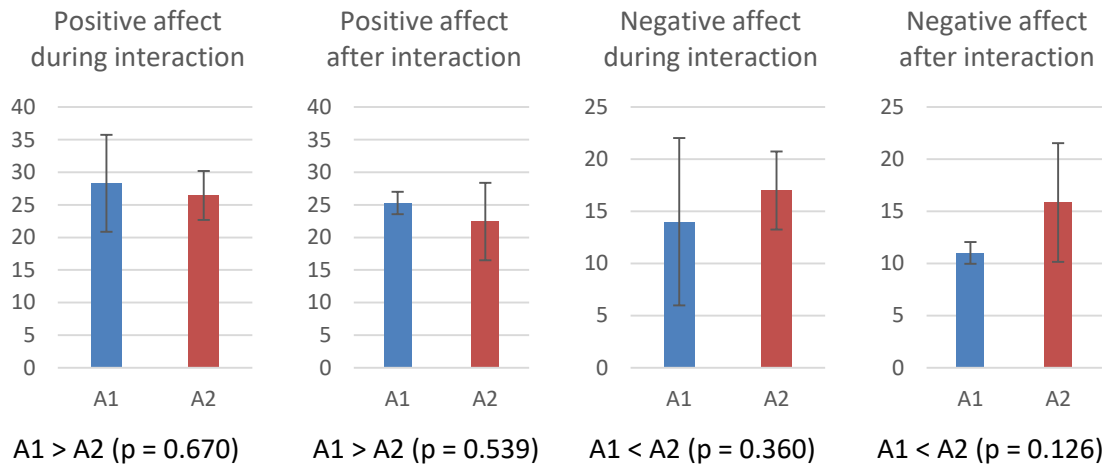 Positive affect
during interaction
40
35
30
25
20
15
10
5
0
A1 A2
A1 > A2 (p = 0.670)
Positive affect
after interaction
40
35
30
25
20
15
10
5
0
A1 A2
A1 > A2 (p = 0.539)
Negative affect
during interaction
25
20
15
10
5
0
A1 A2
A1 < A2 (p = 0.360)
Negative affect
after interaction
25
20
15
10
5
0
A1 A2
A1 < A2 (p = 0.126)